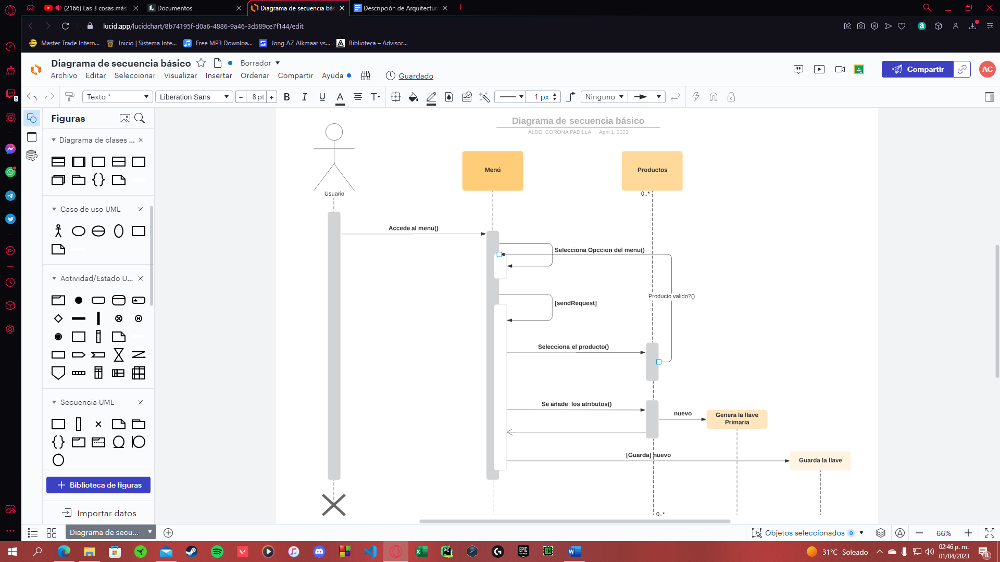 (2166) Las 3 cosas más
Documentos
Diagrama de secuencia bás
Descripción de Arquitectur
lucid.app/lucidchart/8b74195f-d0a6-4886-9a46-3d589ce7f144/edit
Master Trade Intern...
Inicio | Sistema Inte...
Free MP3 Downloa...
Jong AZ Alkmaar vs...
Biblioteca – Advisor...
Diagrama de secuencia básico
Borrador
Archivo
Editar
Seleccionar
Visualizar
Insertar
Ordenar
Compartir
Ayuda
Guardado
Compartir
AC
Texto *
Liberation Sans
8 pt
B
I
U
A
T
1 px
Ninguno
Figuras
Diagrama de clases ...
Caso de uso UML
Actividad/Estado U...
Secuencia UML
Biblioteca de figuras
Importar datos
Diagrama de secuencia básico
ALDO CORONA PADILLA | April 1, 2023
Usuario
Menú
Productos
0..*
Accede al menu()
Selecciona Opccion del menu()
Producto valido?()
[sendRequest]
Selecciona el producto()
Se añade los atributos()
nuevo
Genera la llave
Primaria
[Guarda] nuevo
Guarda la llave
0..*
Diagrama de secu...
Objetos seleccionados
0
66%
31°C Soleado
02:46 p. m.
01/04/2023
8
8